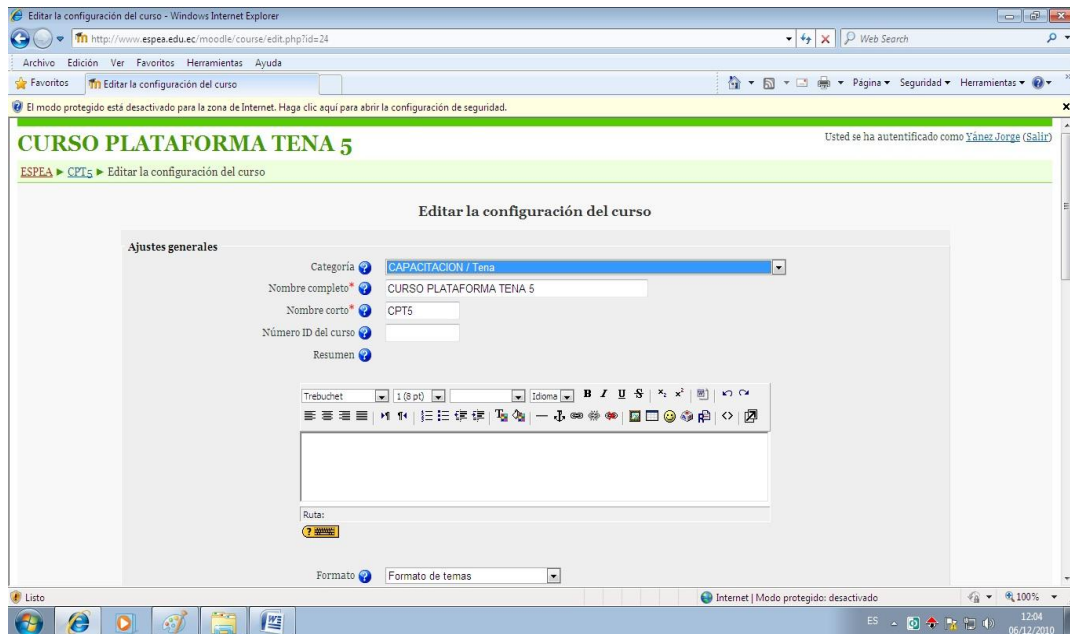 Editar la configuración del curso - Windows Internet Explorer
http://www.espea.edu.ec/moodle/course/edit.php?id=24
Web Search
Archivo Edición Ver Favoritos Herramientas Ayuda
Favoritos Editar la configuración del curso Página Seguridad Herramientas
El modo protegido está desactivado para la zona de Internet. Haga clic aquí para abrir la configuración de seguridad.
CURSO PLATAFORMA TENA 5
Usted se ha autentificado como Yánez Jorge (Salir)
ESPEA ► CPT5 ► Editar la configuración del curso
Editar la configuración del curso
Ajustes generales
Categoría CAPACITACION / Tena
Nombre completo* CURSO PLATAFORMA TENA 5
Nombre corto* CPT5
Número ID del curso
Resumen
Trebuchet 1 (8 pt) Idioma B I U S x₂ x²
Ruta:
Formato Formato de temas
Listo Internet | Modo protegido: desactivado 100%
ES 12:04
06/12/2010